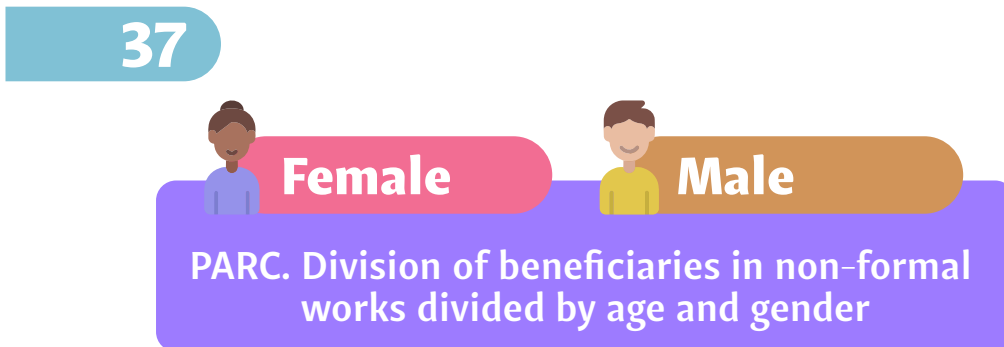 37
Female
Male
PARC. Division of beneficiaries in non-formal
works divided by age and gender